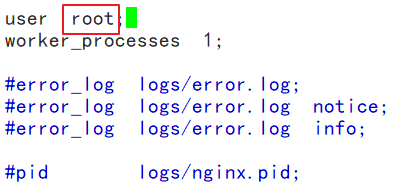 user  root;
worker_processes  1;
#error_log  logs/error.log;
#error_log  logs/error.log  notice;
#error_log  logs/error.log  info;
#pid        logs/nginx.pid;